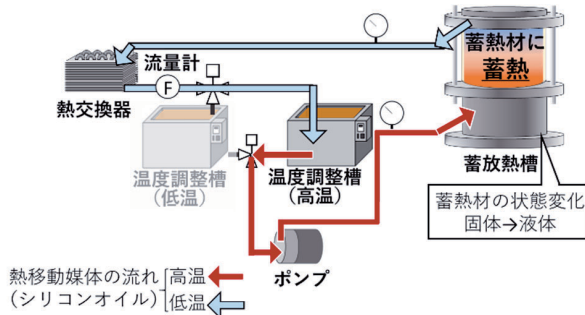 蓄熱材に
蓄熱
流量計
F
熱交換器
温度調整槽
（低温）
温度調整槽
（高温）
蓄放熱槽
蓄熱材の状態変化
固体→液体
ポンプ
熱移動媒体の流れ
（シリコンオイル）
高温
低温